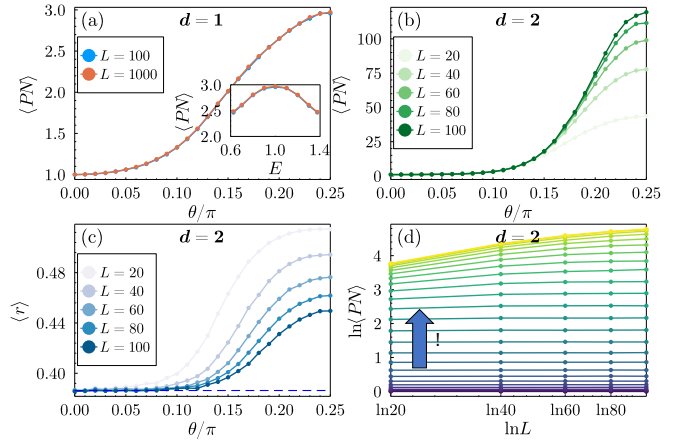 (a)
d = 1
⟨PN⟩
3.0
2.5
2.0
1.5
1.0
L = 100
L = 1000
⟨PN⟩
3.0
2.5
2.0
0.6
1.0
1.4
E
0.00
0.05
0.10
0.15
0.20
0.25
θ/π
(b)
d = 2
⟨PN⟩
100
75
50
25
0
L = 20
L = 40
L = 60
L = 80
L = 100
0.00
0.05
0.10
0.15
0.20
0.25
θ/π
(c)
d = 2
⟨r⟩
0.48
0.44
0.40
L = 20
L = 40
L = 60
L = 80
L = 100
0.00
0.05
0.10
0.15
0.20
0.25
θ/π
(d)
d = 2
ln⟨PN⟩
4
3
2
1
0
!
ln20
ln40
ln60
ln80
lnL